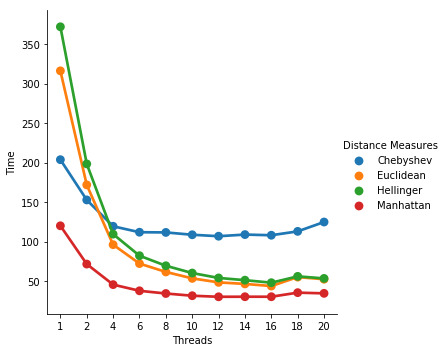 350
300
250
200
150
100
50
Time
1 2 4 6 8 10 12 14 16 18 20
Threads
Distance Measures
Chebyshev
Euclidean
Hellinger
Manhattan